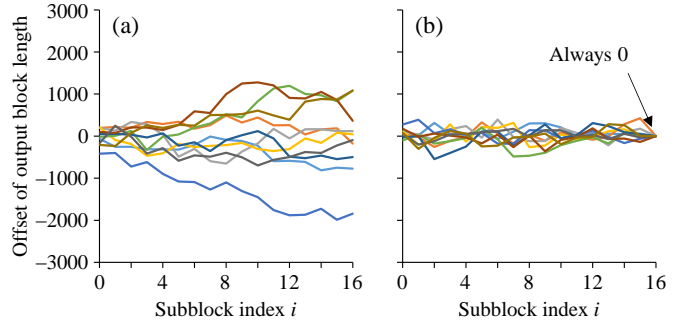 Offset of output block length
3000
2000
1000
0
−1000
−2000
−3000
(a)
0 4 8 12 16
Subblock index i
(b)
Always 0
0 4 8 12 16
Subblock index i